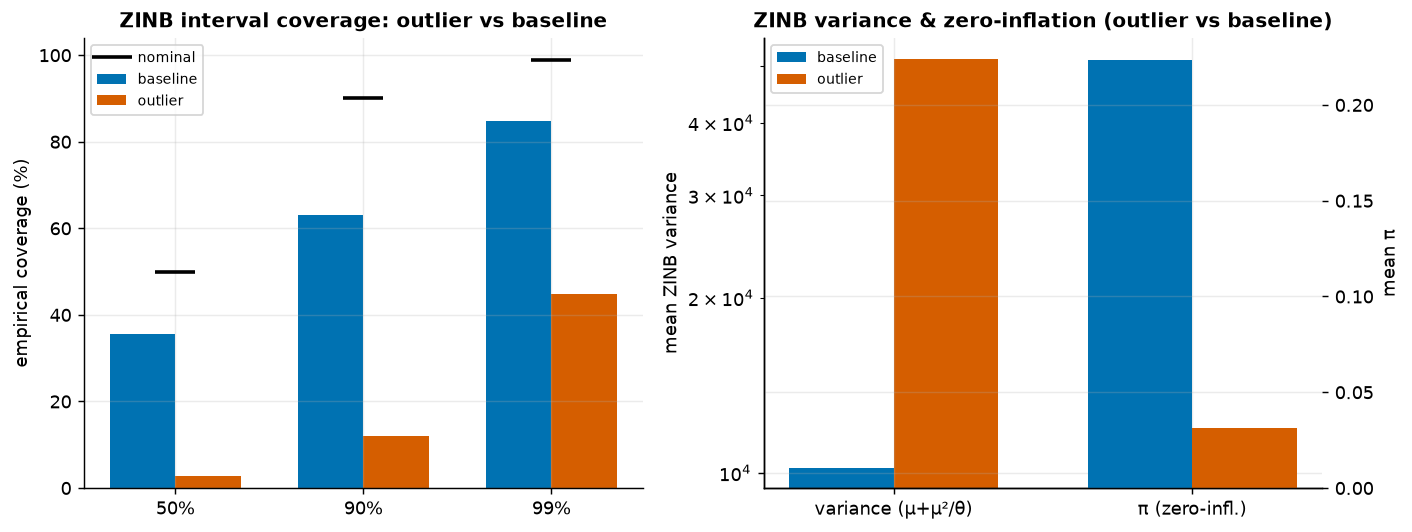 ZINB interval coverage: outlier vs baseline
nominal
baseline
outlier
empirical coverage (%)
100
80
60
40
20
0
50%
90%
99%
ZINB variance & zero-inflation (outlier vs baseline)
baseline
outlier
mean ZINB variance
4 × 10⁴
3 × 10⁴
2 × 10⁴
10⁴
variance (μ+μ²/θ)
π (zero-infl.)
0.20
0.15
0.10
0.05
0.00
mean π